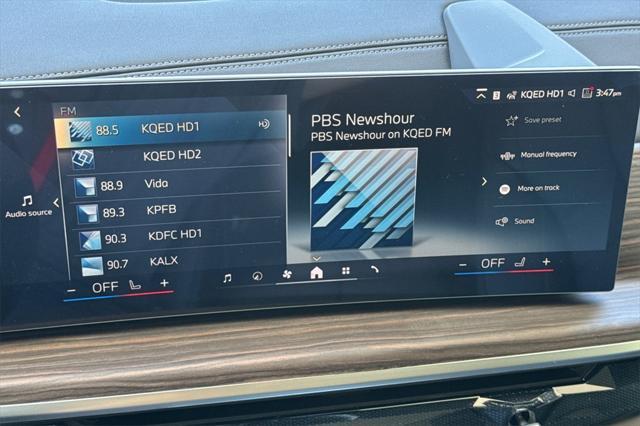 FM
88.5 KQED HD1
KQED HD2
88.9 Vida
89.3 KPFB
90.3 KDFC HD1
90.7 KALX
Audio source
PBS Newshour
PBS Newshour on KQED FM
3 KQED HD1 3:47pm
Save preset
Manual frequency
More on track
Sound
- OFF +
- OFF +